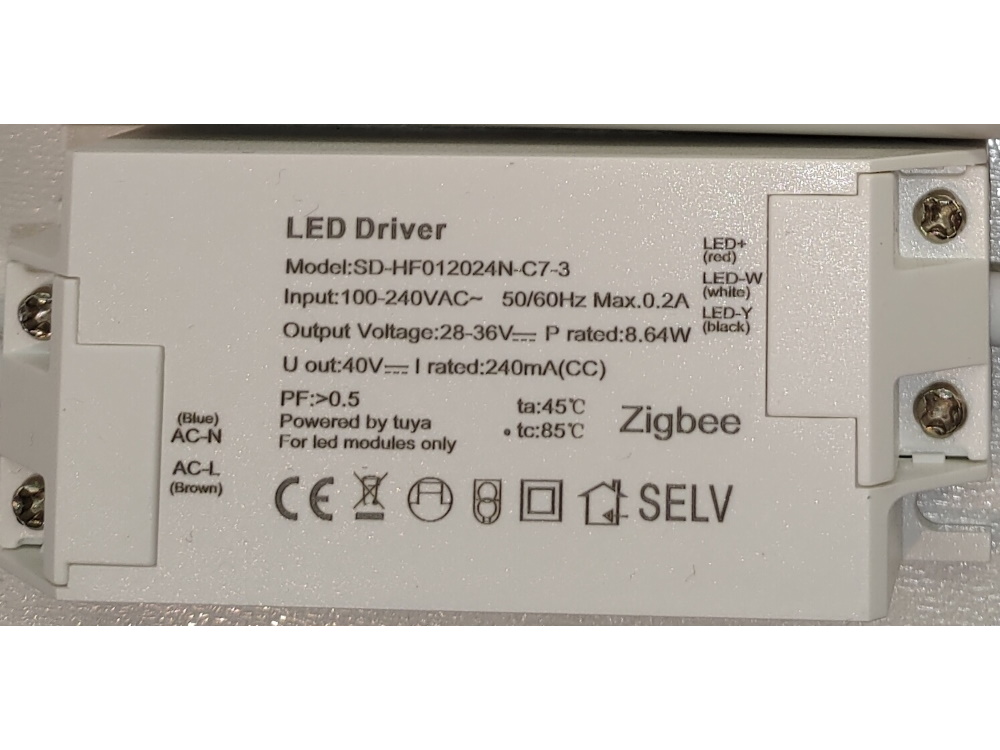 LED Driver
Model:SD-HF012024N-C7-3
Input:100-240VAC~ 50/60Hz Max.0.2A
Output Voltage:28-36V⎓ P rated:8.64W
U out:40V⎓ I rated:240mA(CC)
PF:>0.5
Powered by tuya
For led modules only
ta:45℃
tc:85℃
Zigbee
LED+
(red)
LED-W
(white)
LED-Y
(black)
(Blue)
AC-N
AC-L
(Brown)
CE
SELV